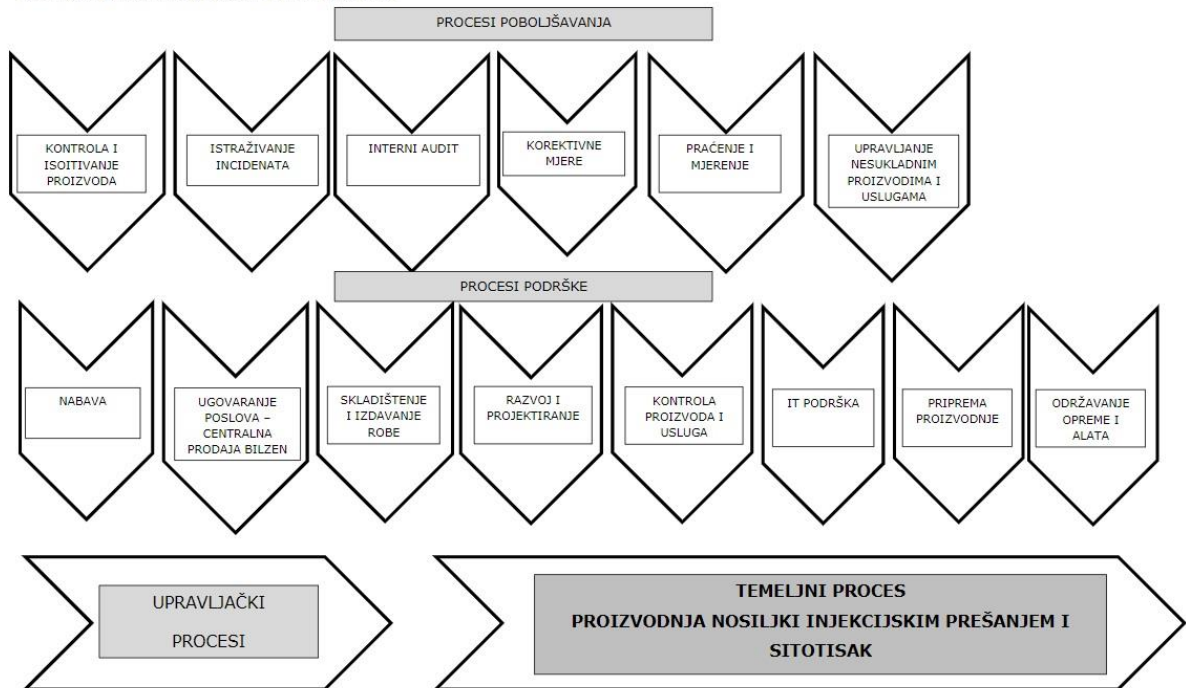 PROCESI POBOLJŠAVANJA
KONTROLA I
ISOITIVANJE
PROIZVODA
ISTRAŽIVANJE
INCIDENATA
INTERNI AUDIT
KOREKTIVNE
MJERE
PRAĆENJE I
MJERENJE
UPRAVLJANJE
NESUKLADNIM
PROIZVODIMA I
USLUGAMA
PROCESI PODRŠKE
NABAVA
UGOVARANJE
POSLOVA –
CENTRALNA
PRODAJA BILZEN
SKLADIŠTENJE
I IZDAVANJE
ROBE
RAZVOJ I
PROJEKTIRANJE
KONTROLA
PROIZVODA I
USLUGA
IT PODRŠKA
PRIPREMA
PROIZVODNJE
ODRŽAVANJE
OPREME I
ALATA
UPRAVLJAČKI
PROCESI
TEMELJNI PROCES
PROIZVODNJA NOSILJKI INJEKCIJSKIM PREŠANJEM I
SITOTISAK